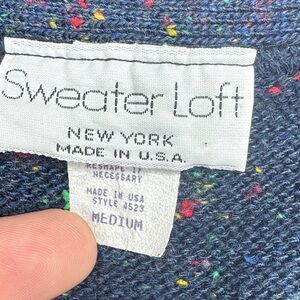 Sweater Loft
NEW YORK
MADE IN U.S.A.
RESHAPE IF
NECESSARY
MADE IN USA
STYLE 4523
MEDIUM